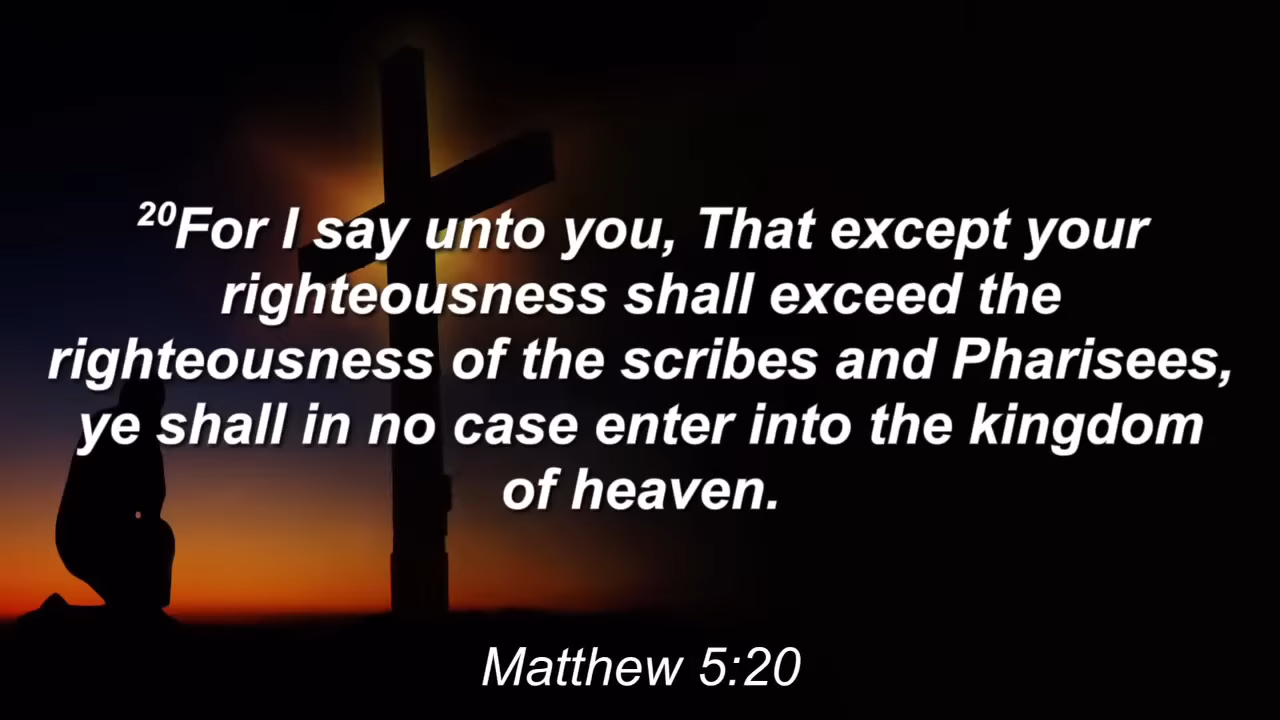 20For I say unto you, That except your
righteousness shall exceed the
righteousness of the scribes and Pharisees,
ye shall in no case enter into the kingdom
of heaven.
Matthew 5:20